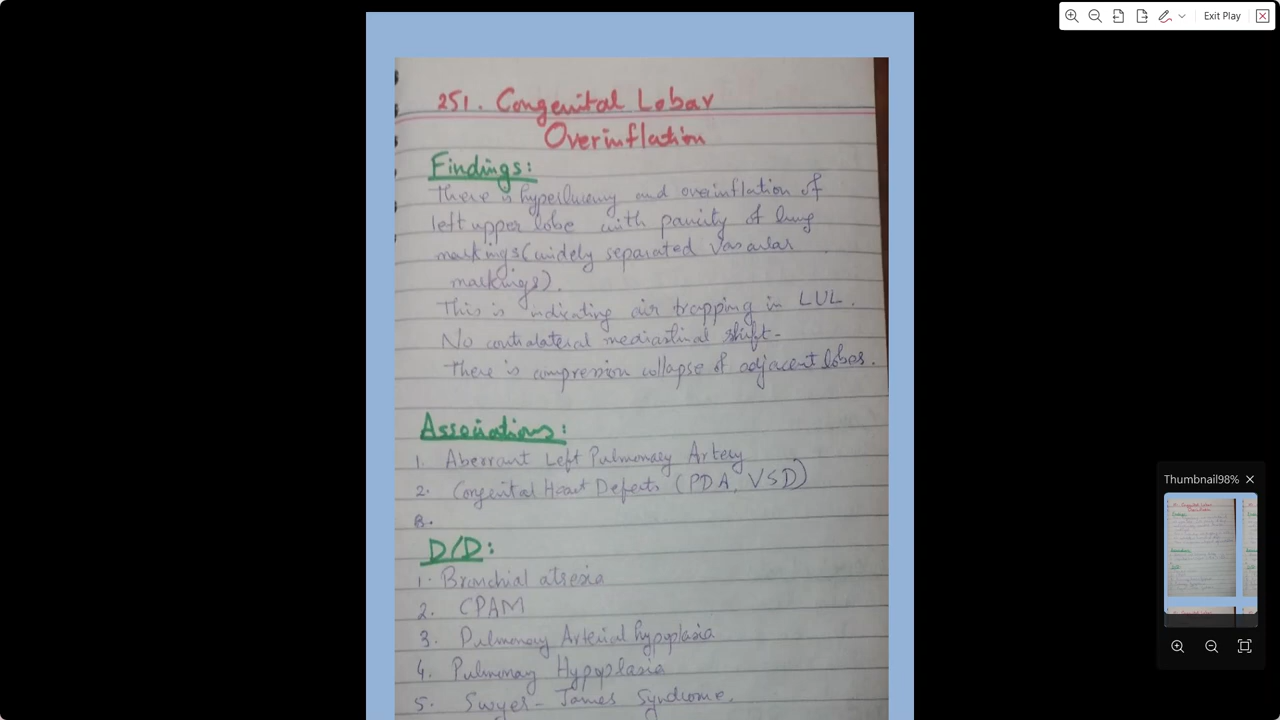 Exit Play
251. Congenital Lobar
Overinflation
Findings:
There is hyperlucency and overinflation of
left upper lobe with paucity of lung
markings (widely separated vascular
markings).
This is indicating air trapping in LUL.
No contralateral mediastinal shift-
There is compression collapse of adjacent lobes.
Associations:
1. Aberrant Left Pulmonary Artery
2. Congenital Heart Defects (PDA, VSD)
3.
D/D:
1. Bronchial atresia
2. CPAM
3. Pulmonary Arterial hypoplasia
4. Pulmonary Hypoplasia
5. Swyer-James Syndrome.
Thumbnail98%